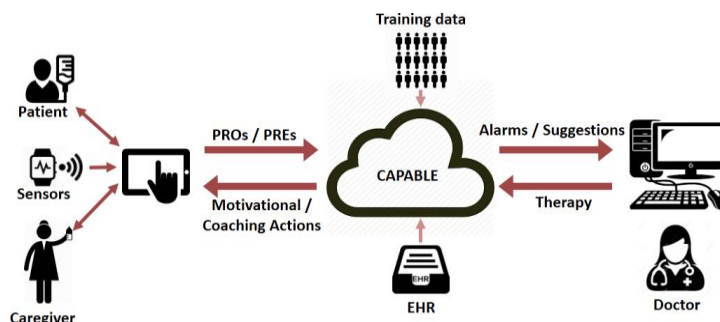 Training data
Patient
PROs / PREs
Alarms / Suggestions
CAPABLE
Sensors
Motivational /
Coaching Actions
Therapy
EHR
EHR
Caregiver
Doctor